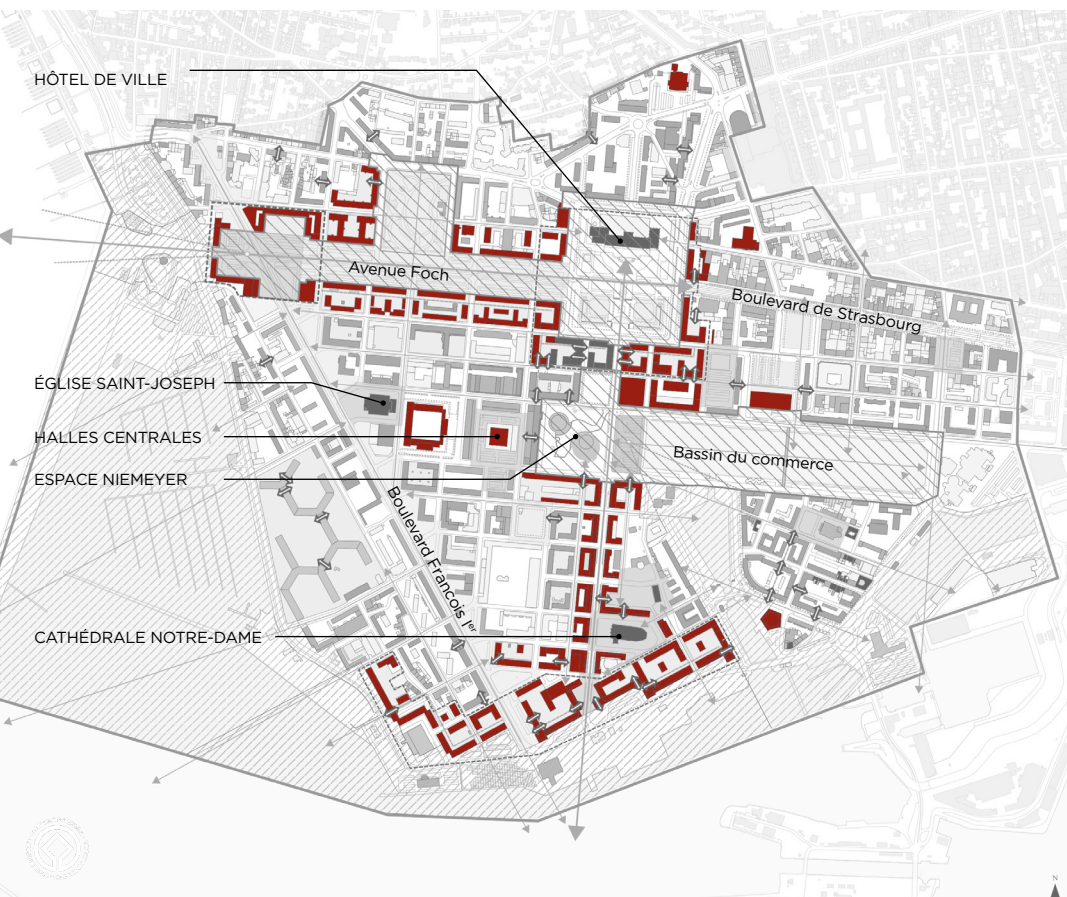 HÔTEL DE VILLE
Avenue Foch
Boulevard de Strasbourg
ÉGLISE SAINT-JOSEPH
HALLES CENTRALES
ESPACE NIEMEYER
Bassin du commerce
Boulevard François Ier
CATHÉDRALE NOTRE-DAME
N